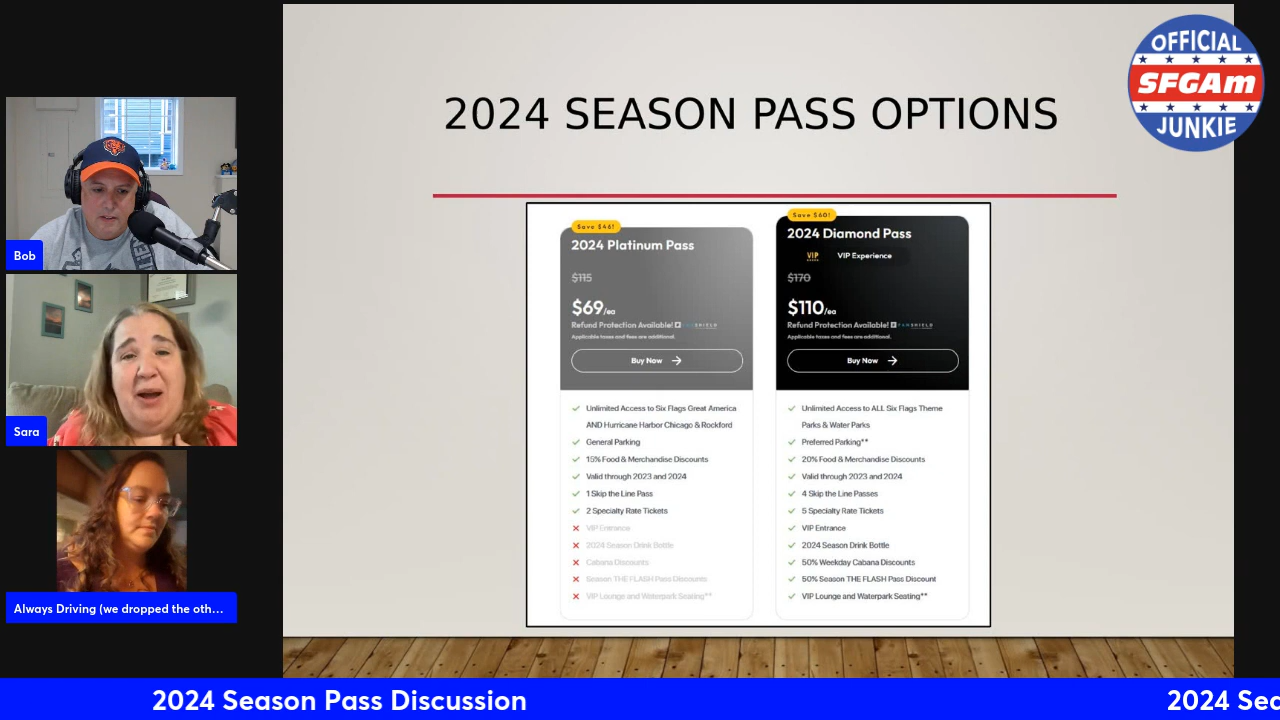 2024 SEASON PASS OPTIONS
OFFICIAL
SFGAm
JUNKIE
Bob
Sara
Always Driving (we dropped the oth...
Save $46!
2024 Platinum Pass
$115
$69/ea
Refund Protection Available! FANSHIELD
Applicable taxes and fees are additional.
Buy Now
Unlimited Access to Six Flags Great America
AND Hurricane Harbor Chicago & Rockford
General Parking
15% Food & Merchandise Discounts
Valid through 2023 and 2024
1 Skip the Line Pass
2 Specialty Rate Tickets
VIP Entrance
2024 Season Drink Bottle
Cabana Discounts
Season THE FLASH Pass Discounts
VIP Lounge and Waterpark Seating**
Save $60!
2024 Diamond Pass
VIP VIP Experience
$170
$110/ea
Refund Protection Available! FANSHIELD
Applicable taxes and fees are additional.
Buy Now
Unlimited Access to ALL Six Flags Theme
Parks & Water Parks
Preferred Parking**
20% Food & Merchandise Discounts
Valid through 2023 and 2024
4 Skip the Line Passes
5 Specialty Rate Tickets
VIP Entrance
2024 Season Drink Bottle
50% Weekday Cabana Discounts
50% Season THE FLASH Pass Discount
VIP Lounge and Waterpark Seating**
2024 Season Pass Discussion
2024 Sea